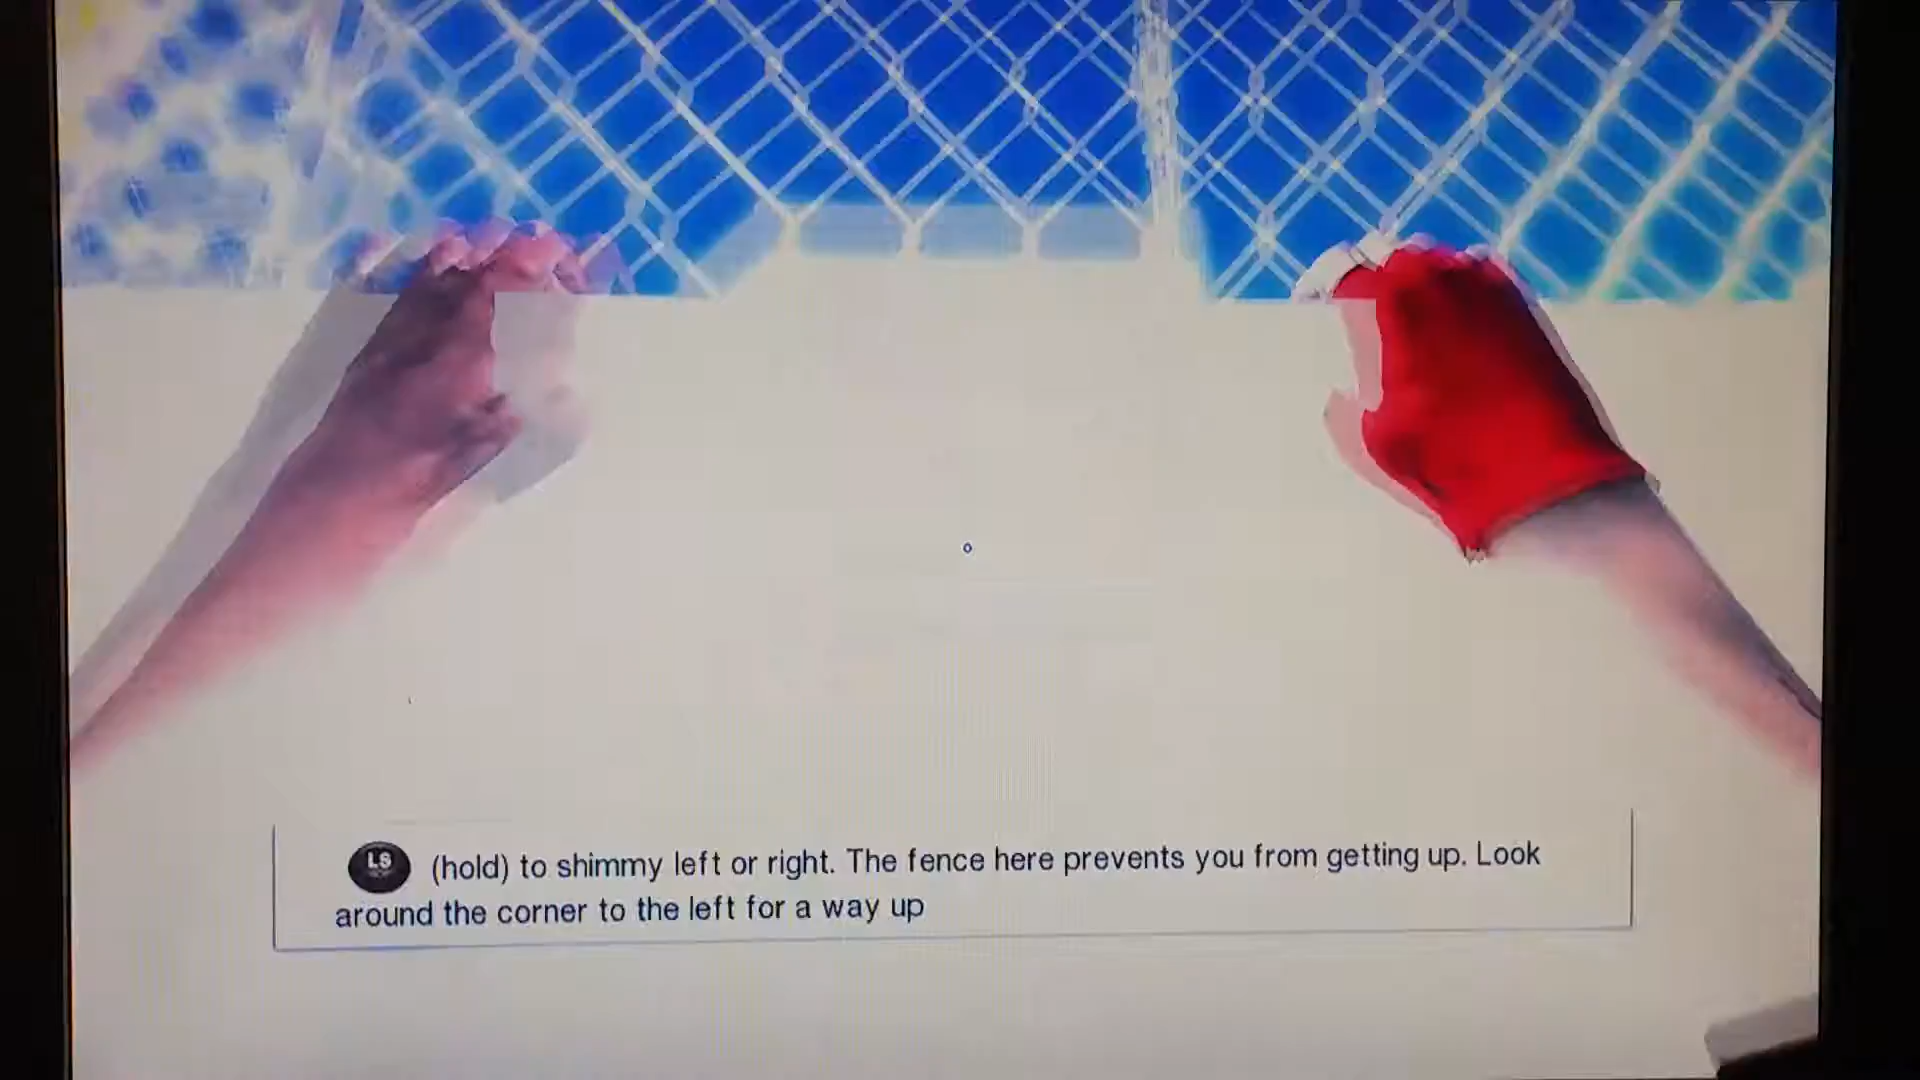 LS (hold) to shimmy left or right. The fence here prevents you from getting up. Look
around the corner to the left for a way up